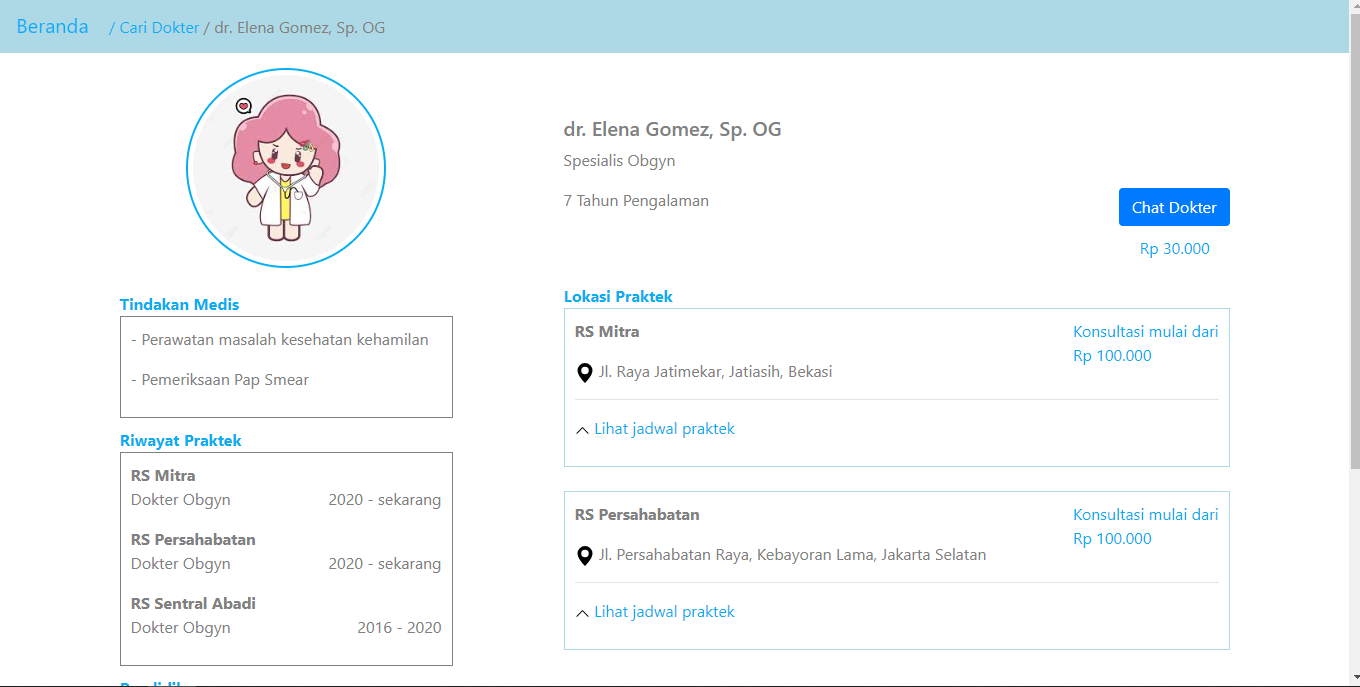 Beranda / Cari Dokter / dr. Elena Gomez, Sp. OG
dr. Elena Gomez, Sp. OG
Spesialis Obgyn
7 Tahun Pengalaman
Chat Dokter
Rp 30.000
Tindakan Medis
- Perawatan masalah kesehatan kehamilan
- Pemeriksaan Pap Smear
Riwayat Praktek
RS Mitra
Dokter Obgyn 2020 - sekarang
RS Persahabatan
Dokter Obgyn 2020 - sekarang
RS Sentral Abadi
Dokter Obgyn 2016 - 2020
Lokasi Praktek
RS Mitra
Konsultasi mulai dari
Rp 100.000
Jl. Raya Jatimekar, Jatiasih, Bekasi
Lihat jadwal praktek
RS Persahabatan
Konsultasi mulai dari
Rp 100.000
Jl. Persahabatan Raya, Kebayoran Lama, Jakarta Selatan
Lihat jadwal praktek